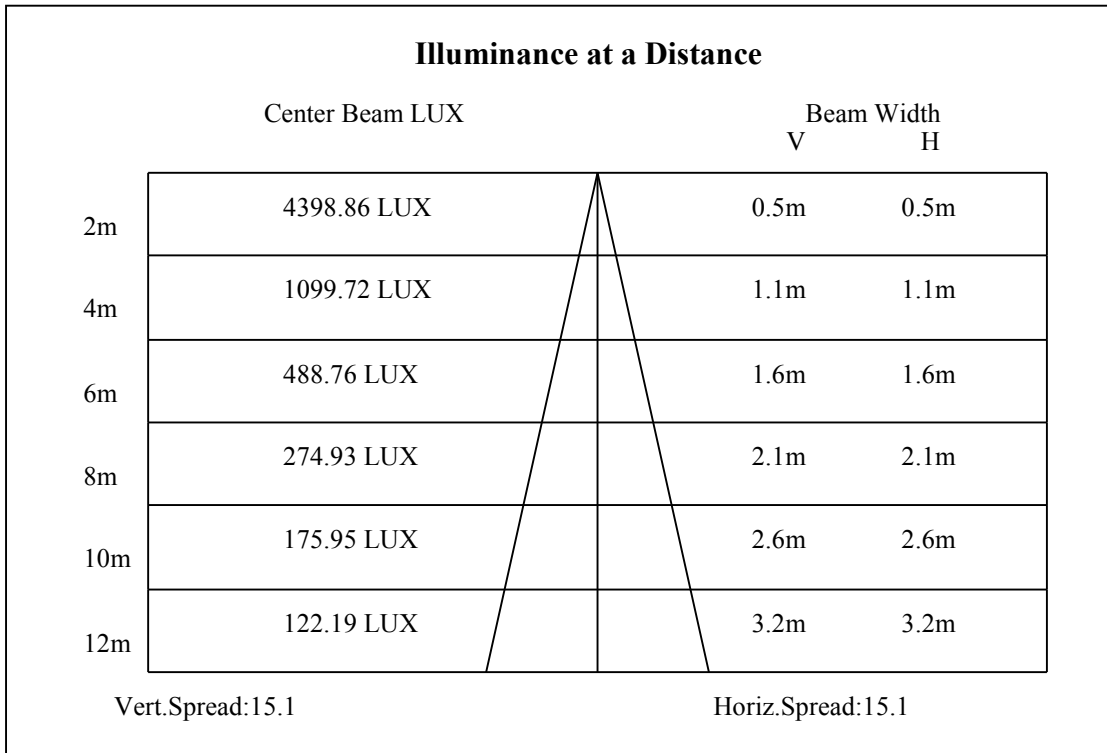 Illuminance at a Distance
Center Beam LUX Beam Width
V H
2m 4398.86 LUX 0.5m 0.5m
4m 1099.72 LUX 1.1m 1.1m
6m 488.76 LUX 1.6m 1.6m
8m 274.93 LUX 2.1m 2.1m
10m 175.95 LUX 2.6m 2.6m
12m 122.19 LUX 3.2m 3.2m
Vert.Spread:15.1 Horiz.Spread:15.1